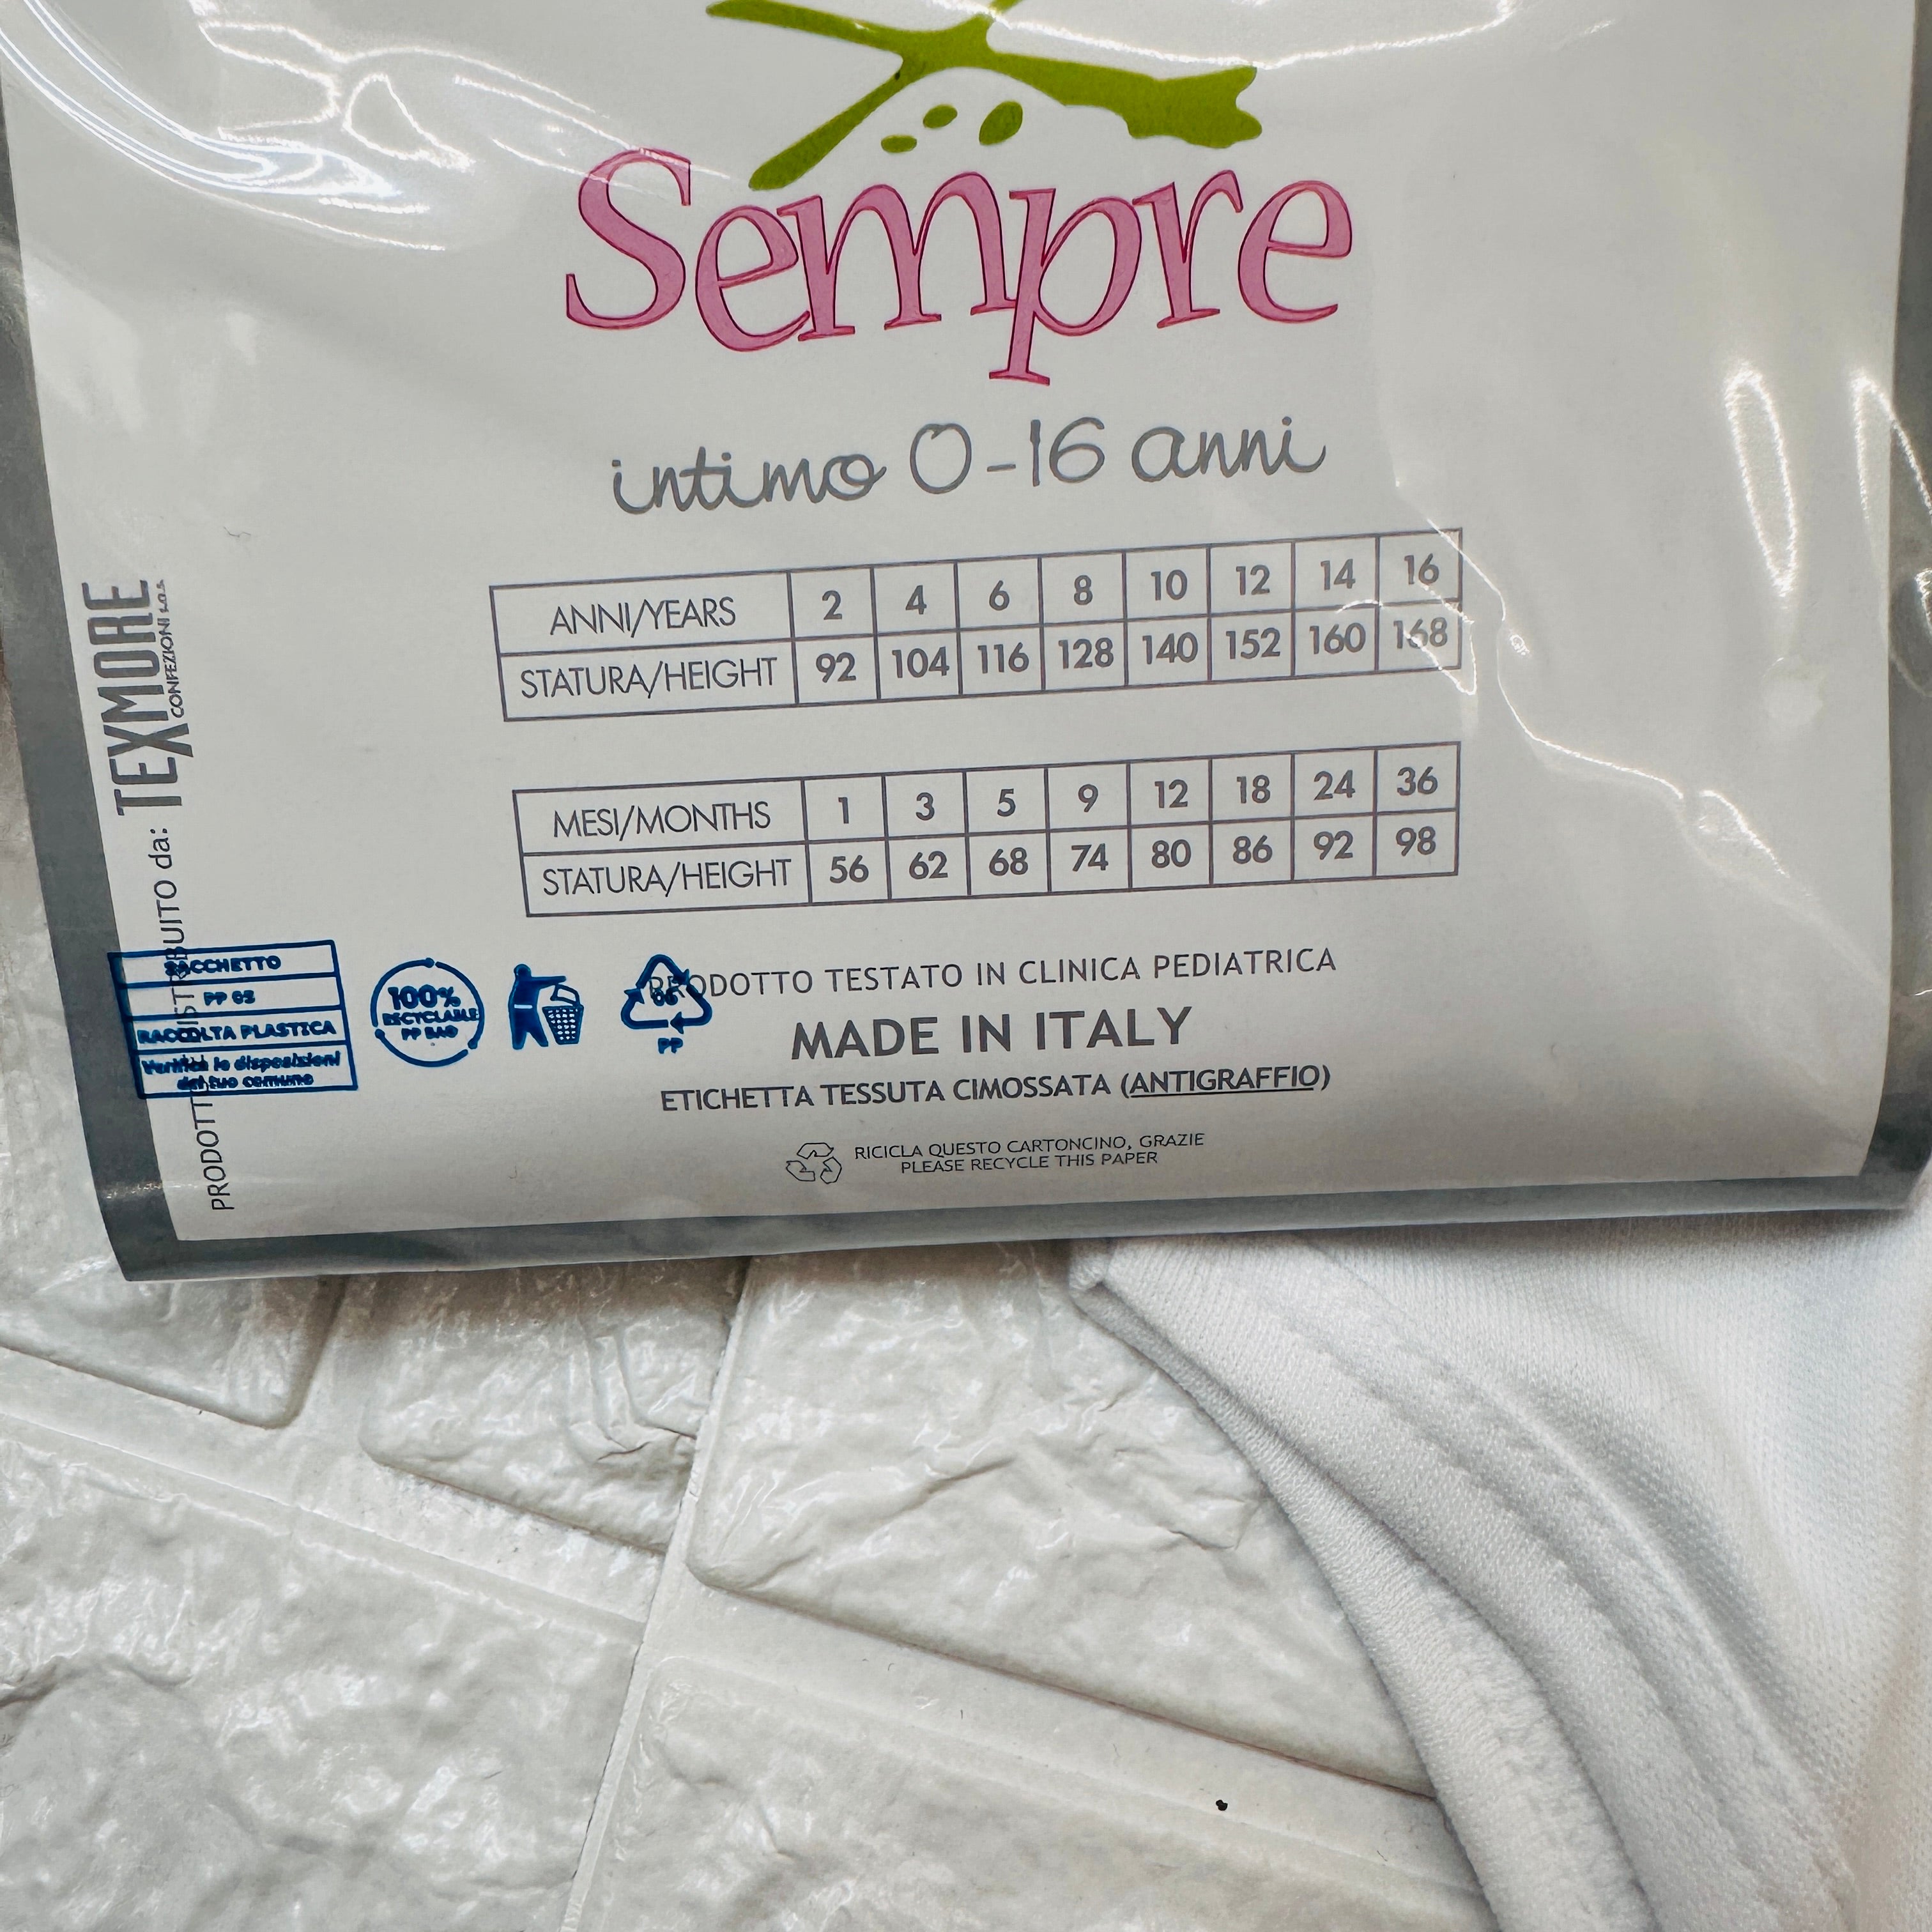 Sempre
intimo 0-16 anni
ANNI/YEARS 2 4 6 8 10 12 14 16
STATURA/HEIGHT 92 104 116 128 140 152 160 168
MESI/MONTHS 1 3 5 9 12 18 24 36
STATURA/HEIGHT 56 62 68 74 80 86 92 98
PRODOTTO TESTATO IN CLINICA PEDIATRICA
MADE IN ITALY
ETICHETTA TESSUTA CIMOSSATA (ANTIGRAFFIO)
RICICLA QUESTO CARTONCINO, GRAZIE
PLEASE RECYCLE THIS PAPER
SACCHETTO
PP 05
RACCOLTA PLASTICA
Verifica le disposizioni
del tuo comune
100%
RECYCLABLE
PP BAG
PP
TEXMORE
CONFEZIONI s.a.s.